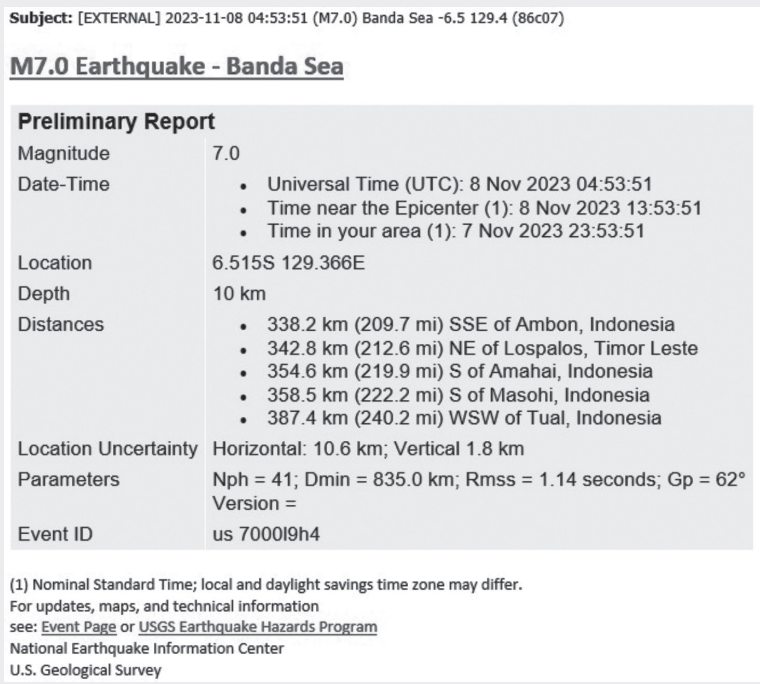 Subject: [EXTERNAL] 2023-11-08 04:53:51 (M7.0) Banda Sea -6.5 129.4 (86c07)
M7.0 Earthquake - Banda Sea
Preliminary Report
Magnitude 7.0
Date-Time • Universal Time (UTC): 8 Nov 2023 04:53:51
• Time near the Epicenter (1): 8 Nov 2023 13:53:51
• Time in your area (1): 7 Nov 2023 23:53:51
Location 6.515S 129.366E
Depth 10 km
Distances • 338.2 km (209.7 mi) SSE of Ambon, Indonesia
• 342.8 km (212.6 mi) NE of Lospalos, Timor Leste
• 354.6 km (219.9 mi) S of Amahai, Indonesia
• 358.5 km (222.2 mi) S of Masohi, Indonesia
• 387.4 km (240.2 mi) WSW of Tual, Indonesia
Location Uncertainty Horizontal: 10.6 km; Vertical 1.8 km
Parameters Nph = 41; Dmin = 835.0 km; Rmss = 1.14 seconds; Gp = 62°
Version =
Event ID us 7000l9h4
(1) Nominal Standard Time; local and daylight savings time zone may differ.
For updates, maps, and technical information
see: Event Page or USGS Earthquake Hazards Program
National Earthquake Information Center
U.S. Geological Survey